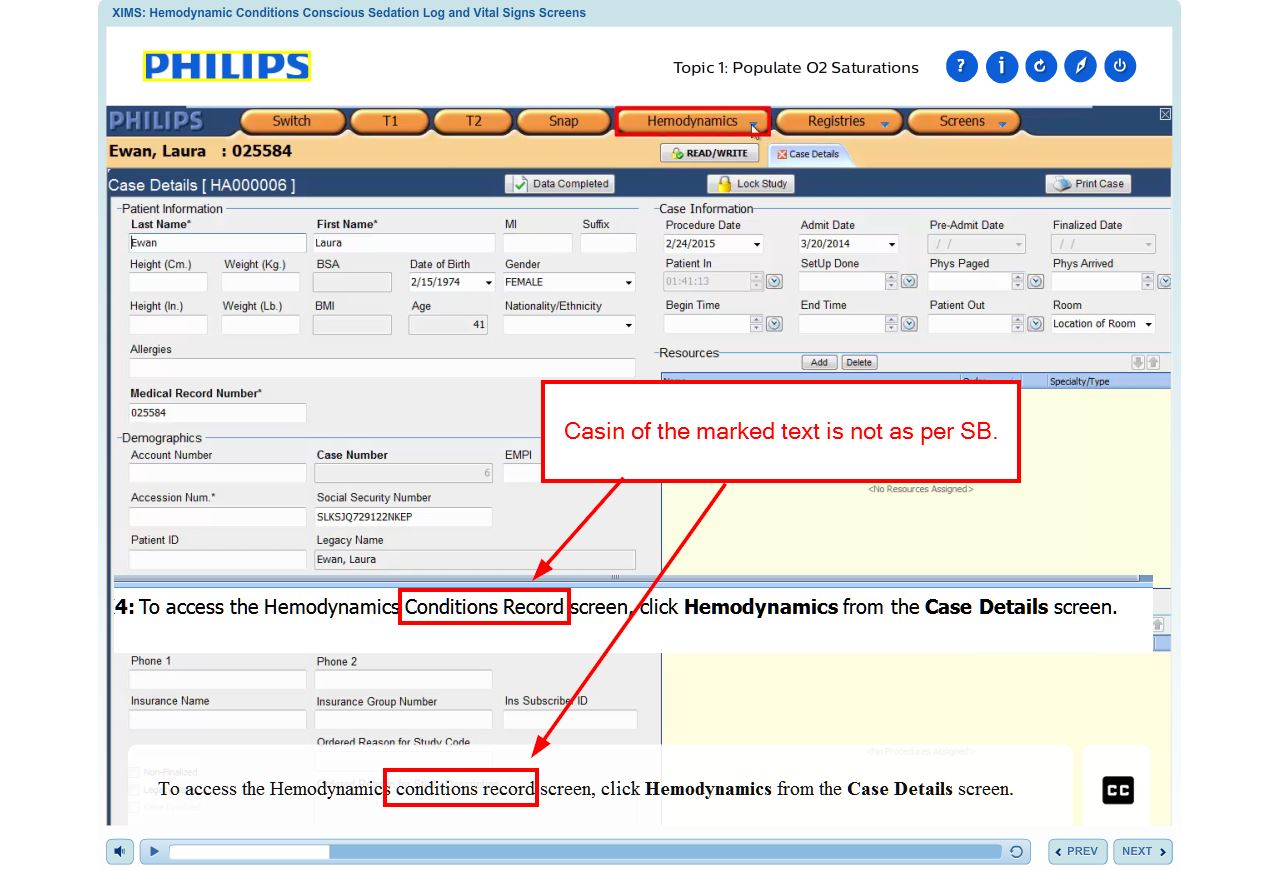 XIMS: Hemodynamic Conditions Conscious Sedation Log and Vital Signs Screens
PHILIPS
Topic 1: Populate O2 Saturations
PHILIPS Switch T1 T2 Snap Hemodynamics Registries Screens
Ewan, Laura : 025584 READ/WRITE Case Details
Case Details [ HA000006 ] Data Completed Lock Study Print Case
Patient Information Case Information
Last Name* First Name* MI Suffix Procedure Date Admit Date Pre-Admit Date Finalized Date
Ewan Laura 2/24/2015 3/20/2014 / / / /
Height (Cm.) Weight (Kg.) BSA Date of Birth Gender Patient In SetUp Done Phys Paged Phys Arrived
2/15/1974 FEMALE 01:41:13
Height (In.) Weight (Lb.) BMI Age Nationality/Ethnicity Begin Time End Time Patient Out Room
41 Location of Room
Allergies Resources
Add Delete
Specialty/Type
Medical Record Number*
025584
Casin of the marked text is not as per SB.
Demographics
Account Number Case Number EMPI
6
<No Resources Assigned>
Accession Num.* Social Security Number
SLKSJQ729122NKEP
Patient ID Legacy Name
Ewan, Laura
4: To access the Hemodynamics Conditions Record screen, click Hemodynamics from the Case Details screen.
Phone 1 Phone 2
Insurance Name Insurance Group Number Ins Subscriber ID
Ordered Reason for Study Code
<No Procedures Assigned>
Non-Finalized
To access the Hemodynamics conditions record screen, click Hemodynamics from the Case Details screen.
CC
PREV NEXT